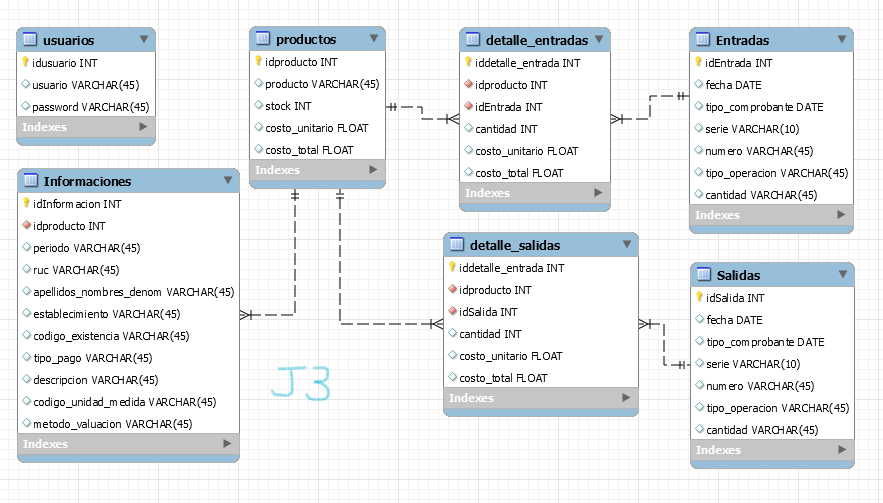 usuarios
idusuario INT
usuario VARCHAR(45)
password VARCHAR(45)
Indexes
productos
idproducto INT
producto VARCHAR(45)
stock INT
costo_unitario FLOAT
costo_total FLOAT
Indexes
detalle_entradas
iddetalle_entrada INT
idproducto INT
idEntrada INT
cantidad INT
costo_unitario FLOAT
costo_total FLOAT
Indexes
Entradas
idEntrada INT
fecha DATE
tipo_comprobante DATE
serie VARCHAR(10)
numero VARCHAR(45)
tipo_operacion VARCHAR(45)
cantidad VARCHAR(45)
Indexes
Informaciones
idInformacion INT
idproducto INT
periodo VARCHAR(45)
ruc VARCHAR(45)
apellidos_nombres_denom VARCHAR(45)
establecimiento VARCHAR(45)
codigo_existencia VARCHAR(45)
tipo_pago VARCHAR(45)
descripcion VARCHAR(45)
codigo_unidad_medida VARCHAR(45)
metodo_valuacion VARCHAR(45)
Indexes
detalle_salidas
iddetalle_entrada INT
idproducto INT
idSalida INT
cantidad INT
costo_unitario FLOAT
costo_total FLOAT
Indexes
Salidas
idSalida INT
fecha DATE
tipo_comprobante DATE
serie VARCHAR(10)
numero VARCHAR(45)
tipo_operacion VARCHAR(45)
cantidad VARCHAR(45)
Indexes
J3